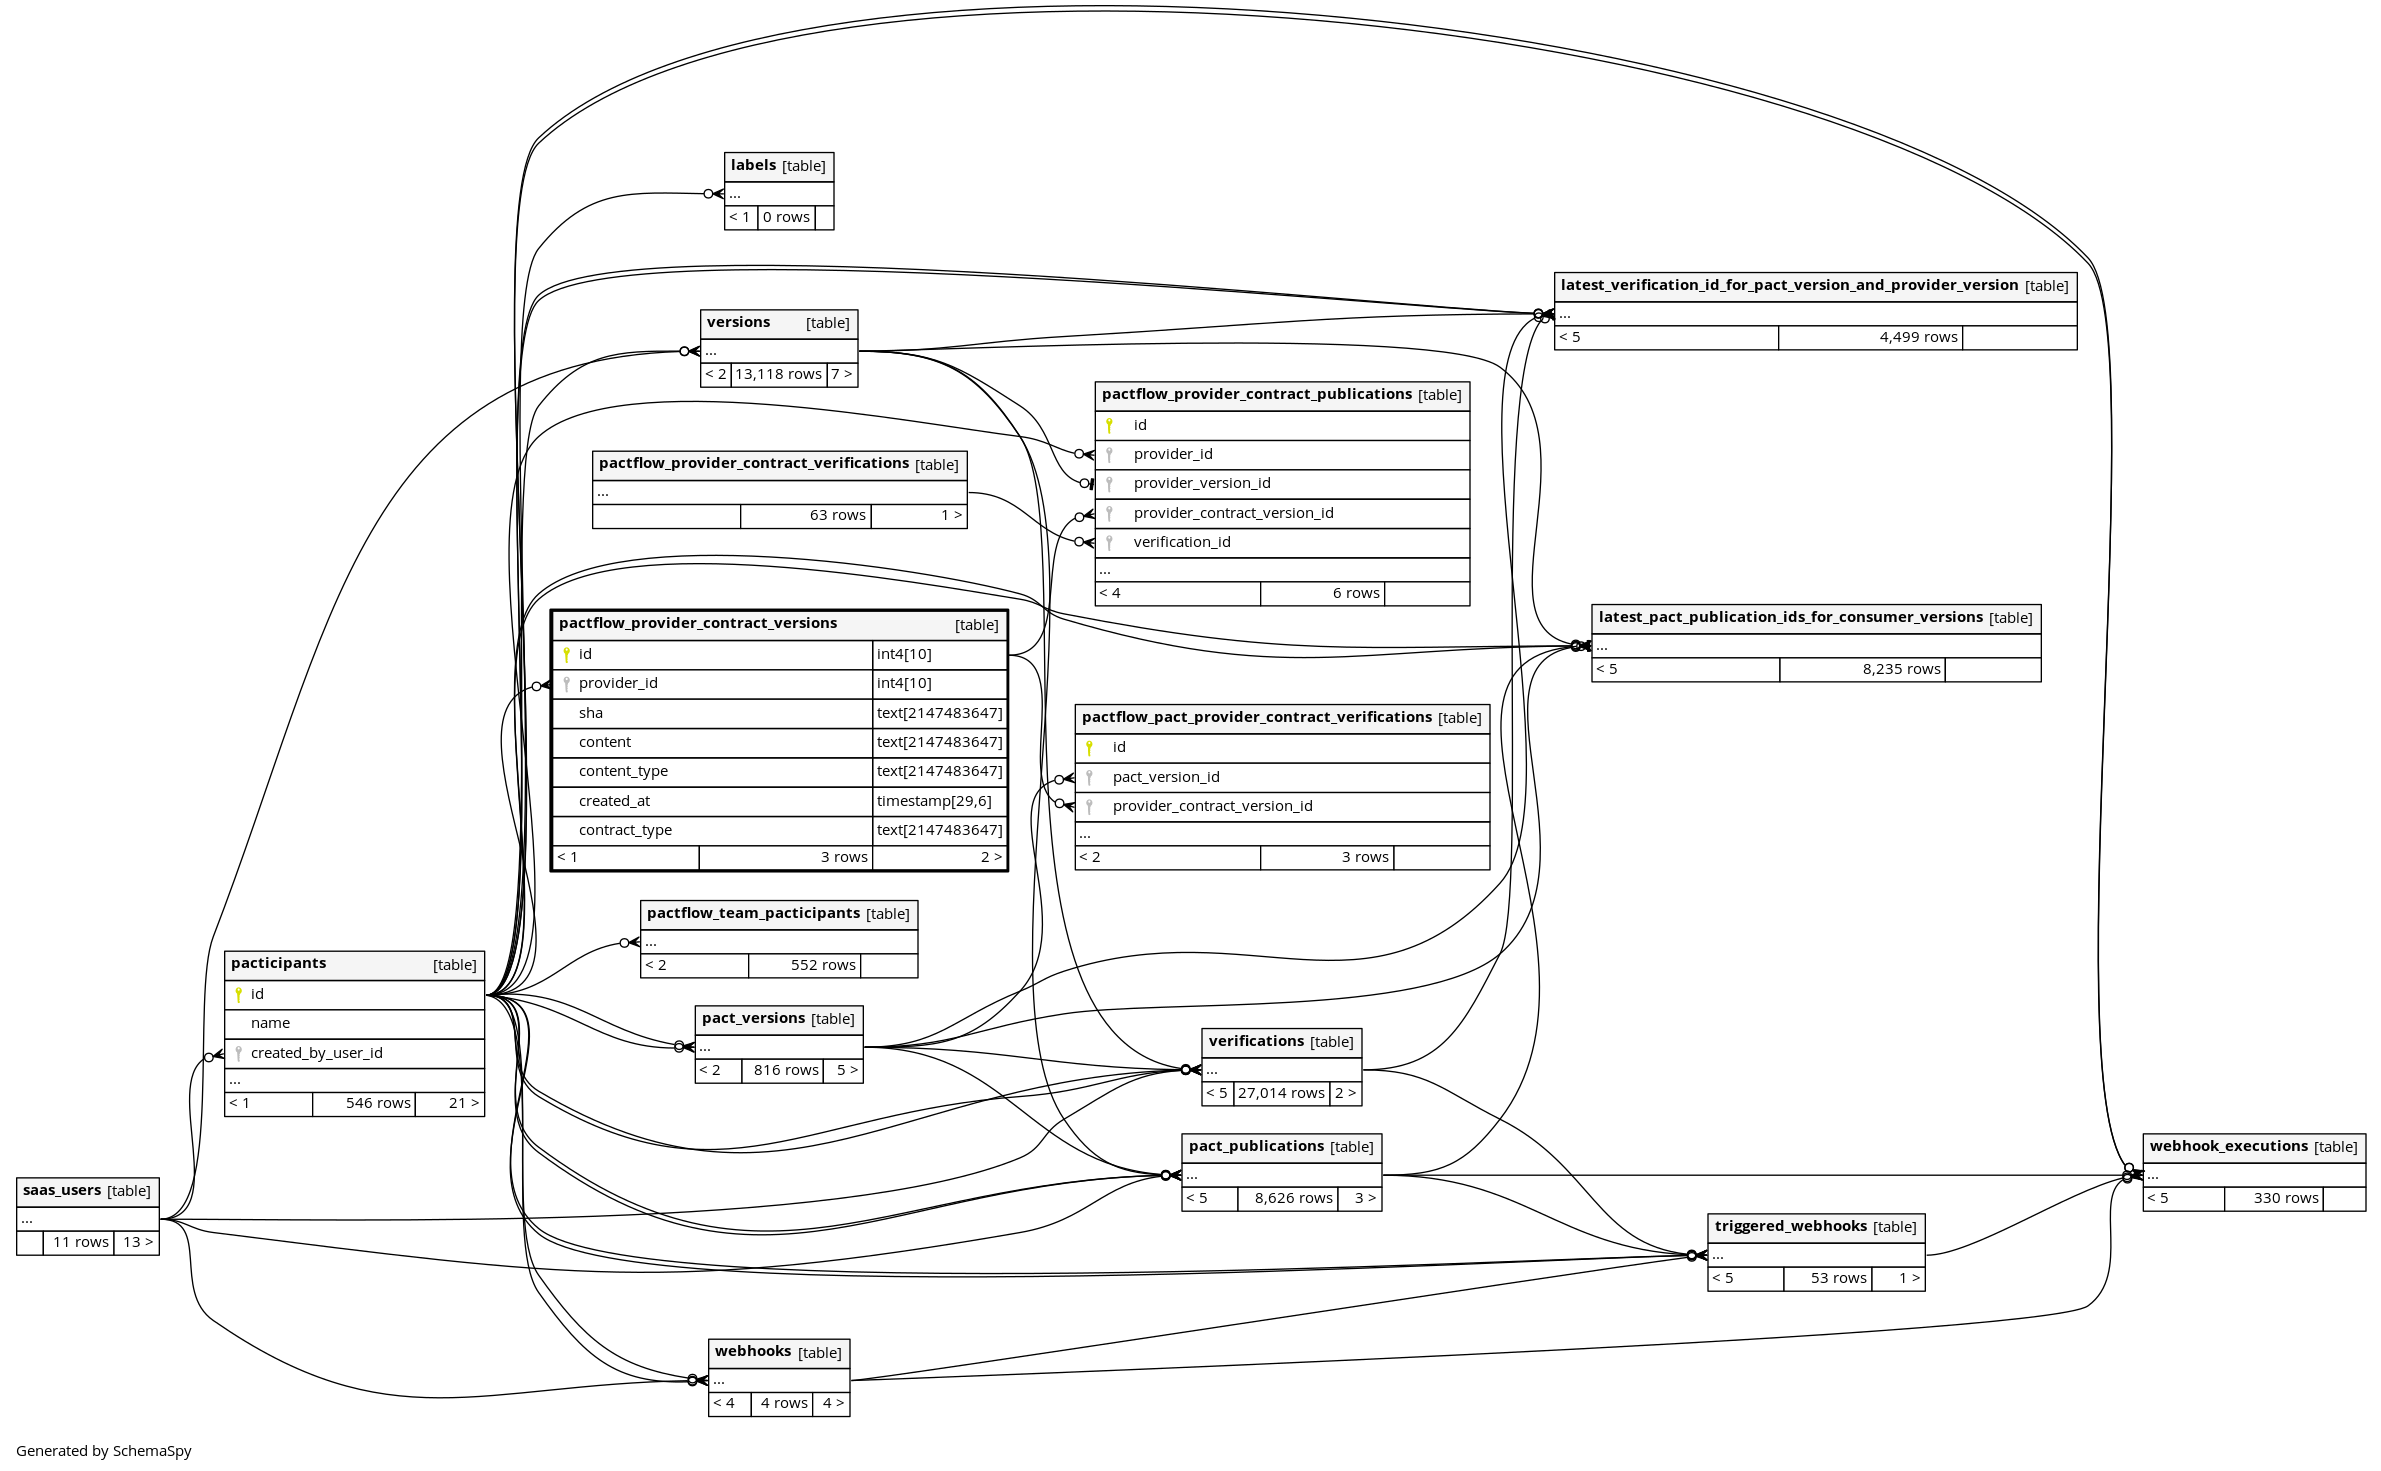 labels [table]
...
< 1 0 rows
latest_verification_id_for_pact_version_and_provider_version [table]
...
< 5 4,499 rows
versions [table]
...
< 2 13,118 rows 7 >
pactflow_provider_contract_publications [table]
id
provider_id
provider_version_id
provider_contract_version_id
verification_id
...
< 4 6 rows
pactflow_provider_contract_verifications [table]
...
63 rows 1 >
latest_pact_publication_ids_for_consumer_versions [table]
...
< 5 8,235 rows
pactflow_provider_contract_versions [table]
id int4[10]
provider_id int4[10]
sha text[2147483647]
content text[2147483647]
content_type text[2147483647]
created_at timestamp[29,6]
contract_type text[2147483647]
< 1 3 rows 2 >
pactflow_pact_provider_contract_verifications [table]
id
pact_version_id
provider_contract_version_id
...
< 2 3 rows
pactflow_team_pacticipants [table]
...
< 2 552 rows
pacticipants [table]
id
name
created_by_user_id
...
< 1 546 rows 21 >
pact_versions [table]
...
< 2 816 rows 5 >
verifications [table]
...
< 5 27,014 rows 2 >
pact_publications [table]
...
< 5 8,626 rows 3 >
webhook_executions [table]
...
< 5 330 rows
saas_users [table]
...
11 rows 13 >
triggered_webhooks [table]
...
< 5 53 rows 1 >
webhooks [table]
...
< 4 4 rows 4 >
Generated by SchemaSpy